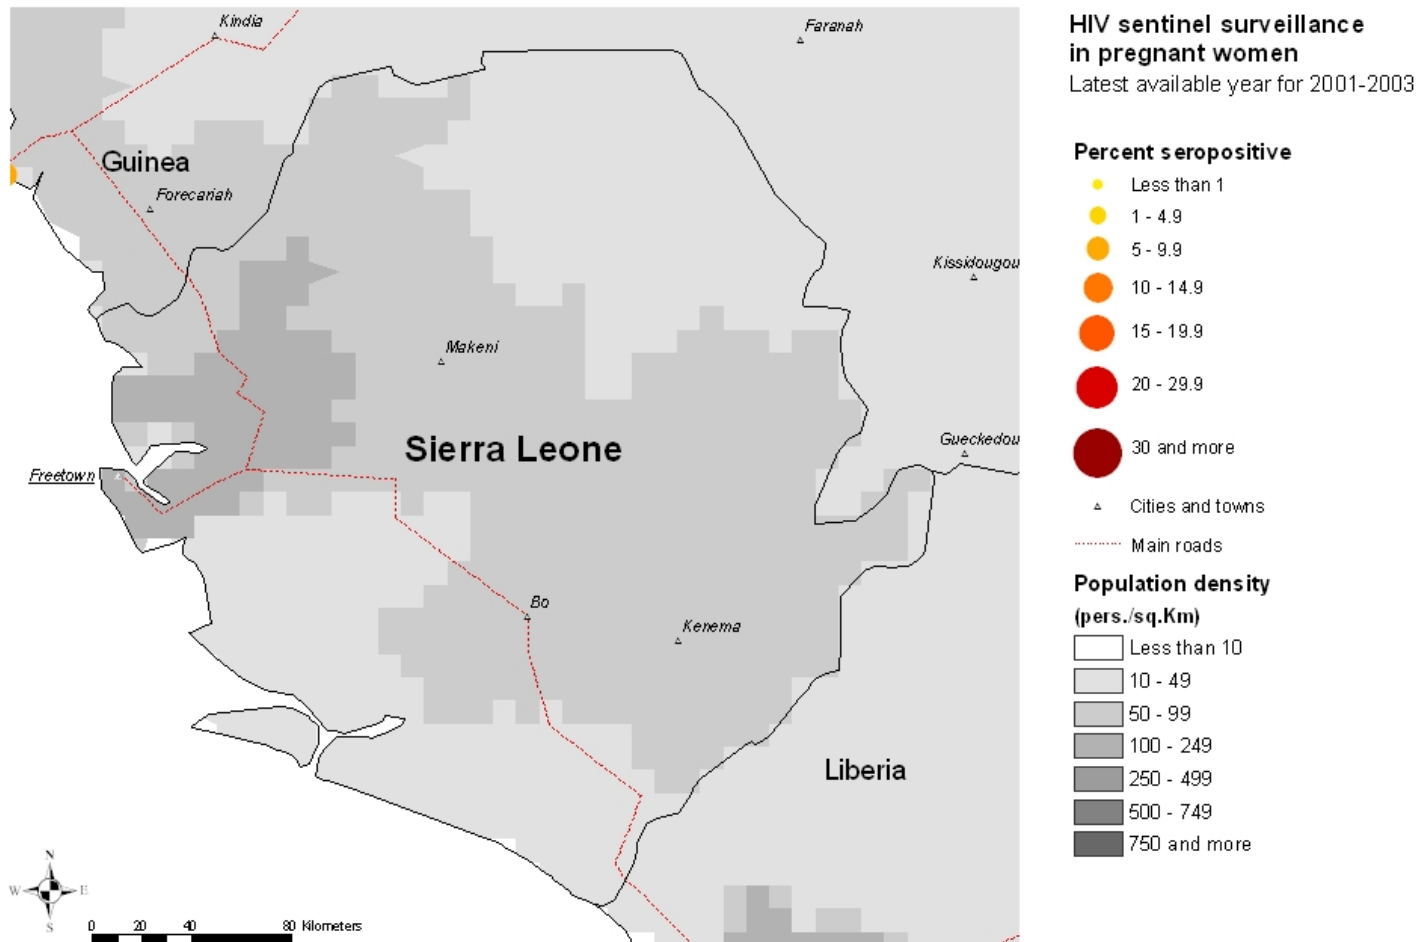 HIV sentinel surveillance
in pregnant women
Latest available year for 2001-2003
Kindia
Faranah
Guinea
Forecariah
Kissidougou
Makeni
Sierra Leone
Gueckedou
Freetown
Bo
Kenema
Liberia
N
W E
S
0 20 40 80 Kilometers
Percent seropositive
Less than 1
1 - 4.9
5 - 9.9
10 - 14.9
15 - 19.9
20 - 29.9
30 and more
Cities and towns
Main roads
Population density
(pers./sq.Km)
Less than 10
10 - 49
50 - 99
100 - 249
250 - 499
500 - 749
750 and more